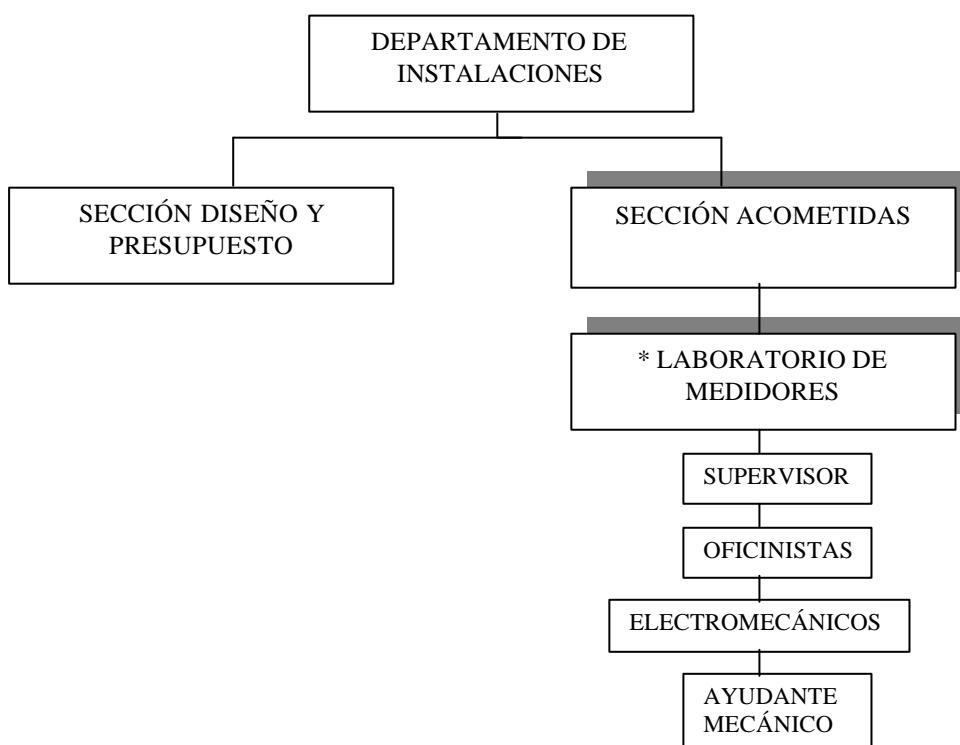 DEPARTAMENTO DE
INSTALACIONES
SECCIÓN DISEÑO Y
PRESUPUESTO
SECCIÓN ACOMETIDAS
* LABORATORIO DE
MEDIDORES
SUPERVISOR
OFICINISTAS
ELECTROMECÁNICOS
AYUDANTE
MECÁNICO